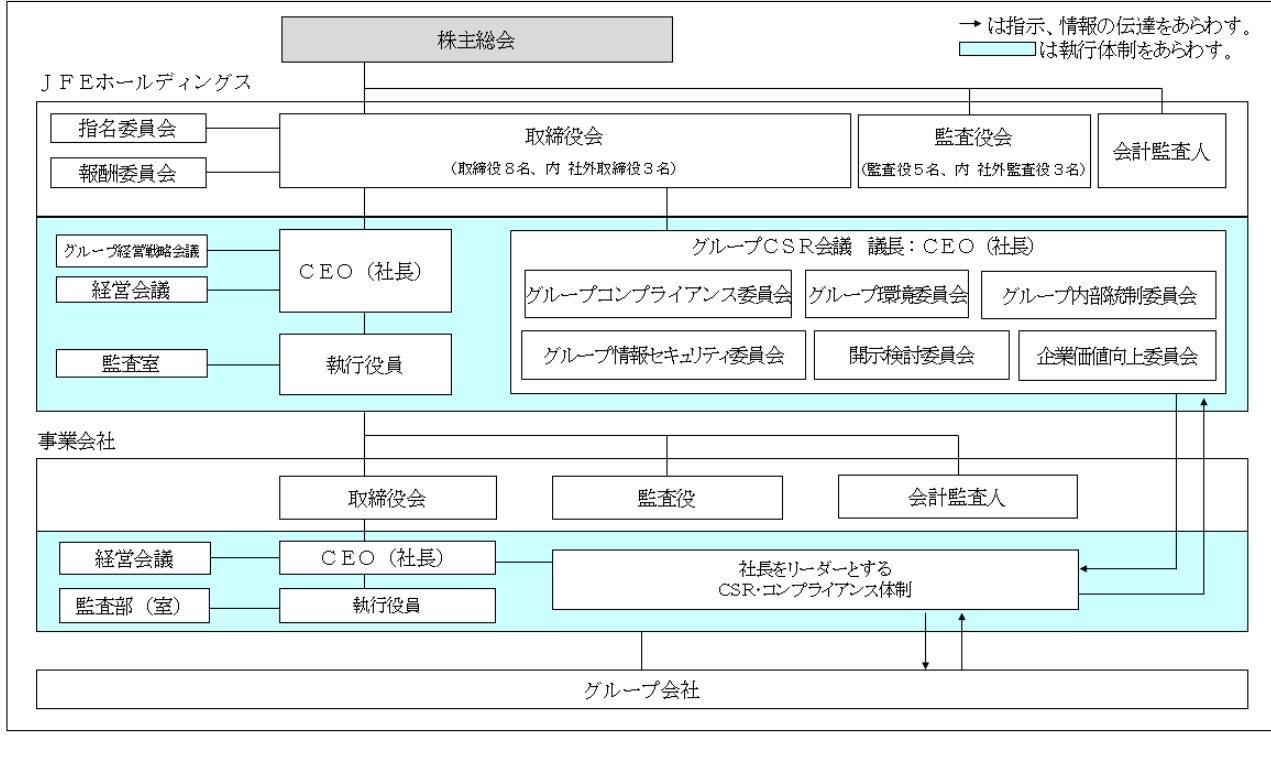 株主総会
→ は指示、情報の伝達をあらわす。
は執行体制をあらわす。
ＪＦＥホールディングス
指名委員会
報酬委員会
取締役会
（取締役８名、内 社外取締役３名）
監査役会
（監査役５名、内 社外監査役３名）
会計監査人
グループ経営戦略会議
経営会議
ＣＥＯ（社長）
監査室
執行役員
グループＣＳＲ会議　議長：ＣＥＯ（社長）
グループコンプライアンス委員会
グループ環境委員会
グループ内部統制委員会
グループ情報セキュリティ委員会
開示検討委員会
企業価値向上委員会
事業会社
取締役会
監査役
会計監査人
経営会議
ＣＥＯ（社長）
監査部（室）
執行役員
社長をリーダーとする
CSR・コンプライアンス体制
グループ会社